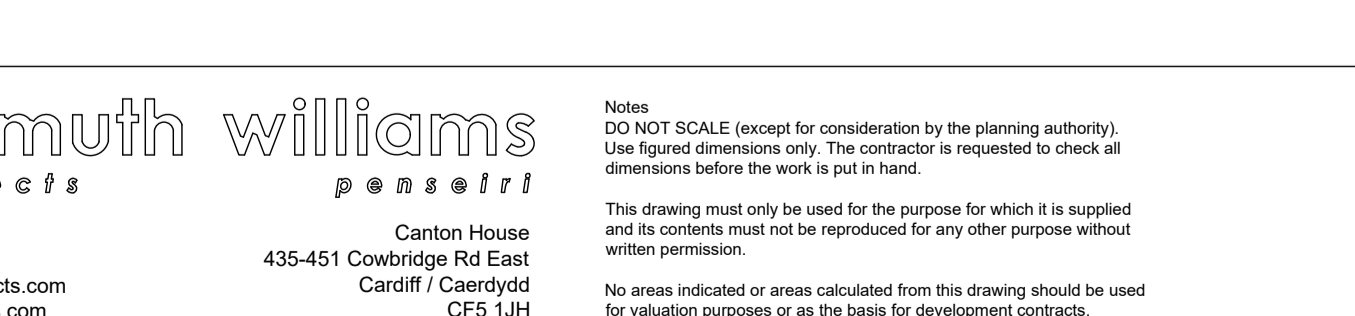 muth williams
cts penseiri
Canton House
435-451 Cowbridge Rd East
Cardiff / Caerdydd
CF5 1JH
cts.com
.com
Notes
DO NOT SCALE (except for consideration by the planning authority).
Use figured dimensions only. The contractor is requested to check all
dimensions before the work is put in hand.
This drawing must only be used for the purpose for which it is supplied
and its contents must not be reproduced for any other purpose without
written permission.
No areas indicated or areas calculated from this drawing should be used
for valuation purposes or as the basis for development contracts.